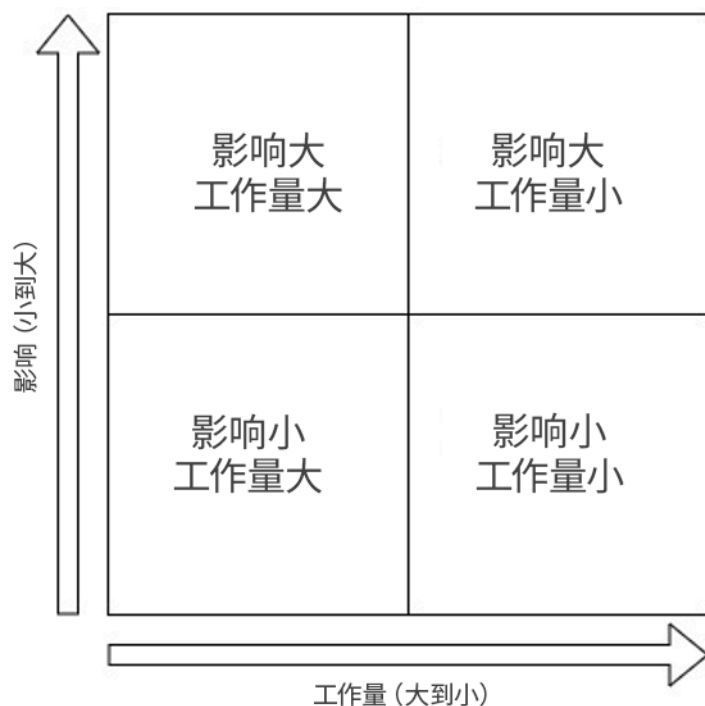 影响大
工作量大
影响大
工作量小
影响(小到大)
影响小
工作量大
影响小
工作量小
工作量(大到小)